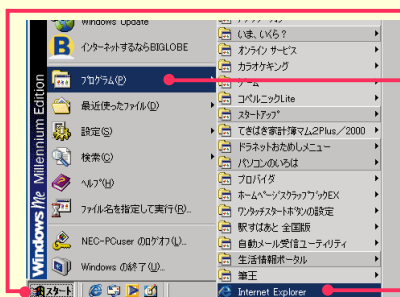 Windows Update
インターネットするならBIGLOBE
プログラム(P)
最近使ったファイル(D)
設定(S)
検索(C)
ヘルプ(H)
ファイル名を指定して実行(R)...
NEC-PCuser のログオフ(L)...
Windows の終了(U)...
Windows Me Millennium Edition
スタート
いま、いくら?
オンライン サービス
カラオケキング
ゲーム
コペルニックLite
スタートアップ
てきぱき家計簿マム2Plus/2000
ドラネットおためしメニュー
パソコンのいろは
プロバイダ
ホームページスクラップブックEX
ワンタッチスタートボタンの設定
駅すぱあと 全国版
自動メール受信ユーティリティ
生活情報ポータル
筆王
Internet Explorer